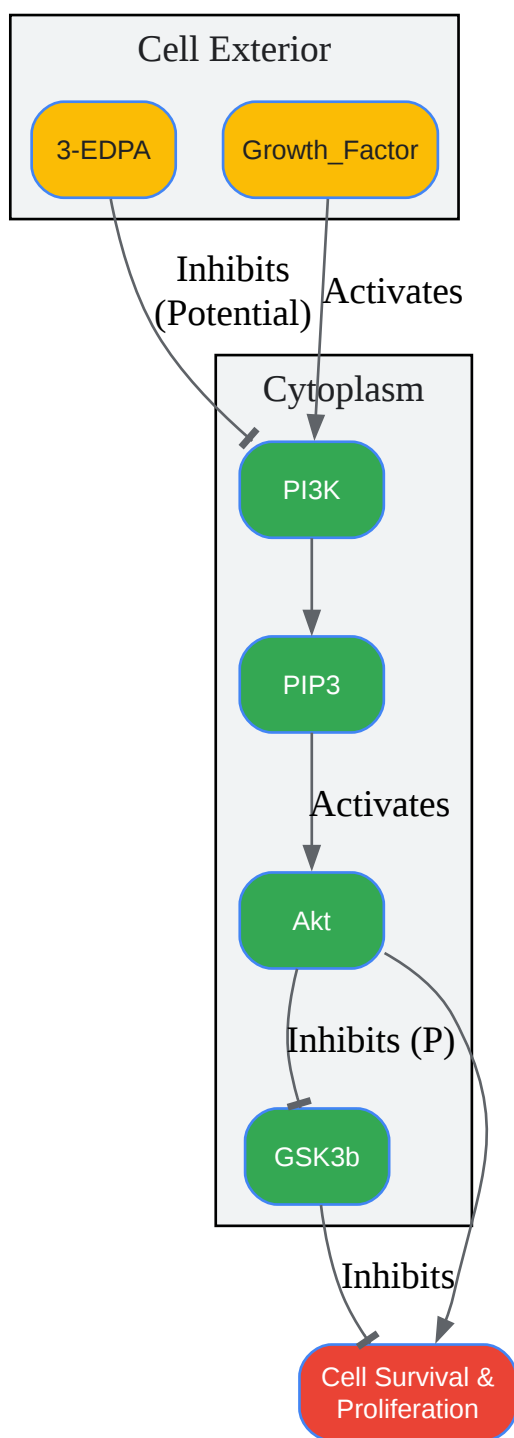 Cell Exterior
3-EDPA
Growth_Factor
Inhibits
(Potential)
Activates
Cytoplasm
PI3K
PIP3
Activates
Akt
Inhibits (P)
GSK3b
Inhibits
Cell Survival &
Proliferation